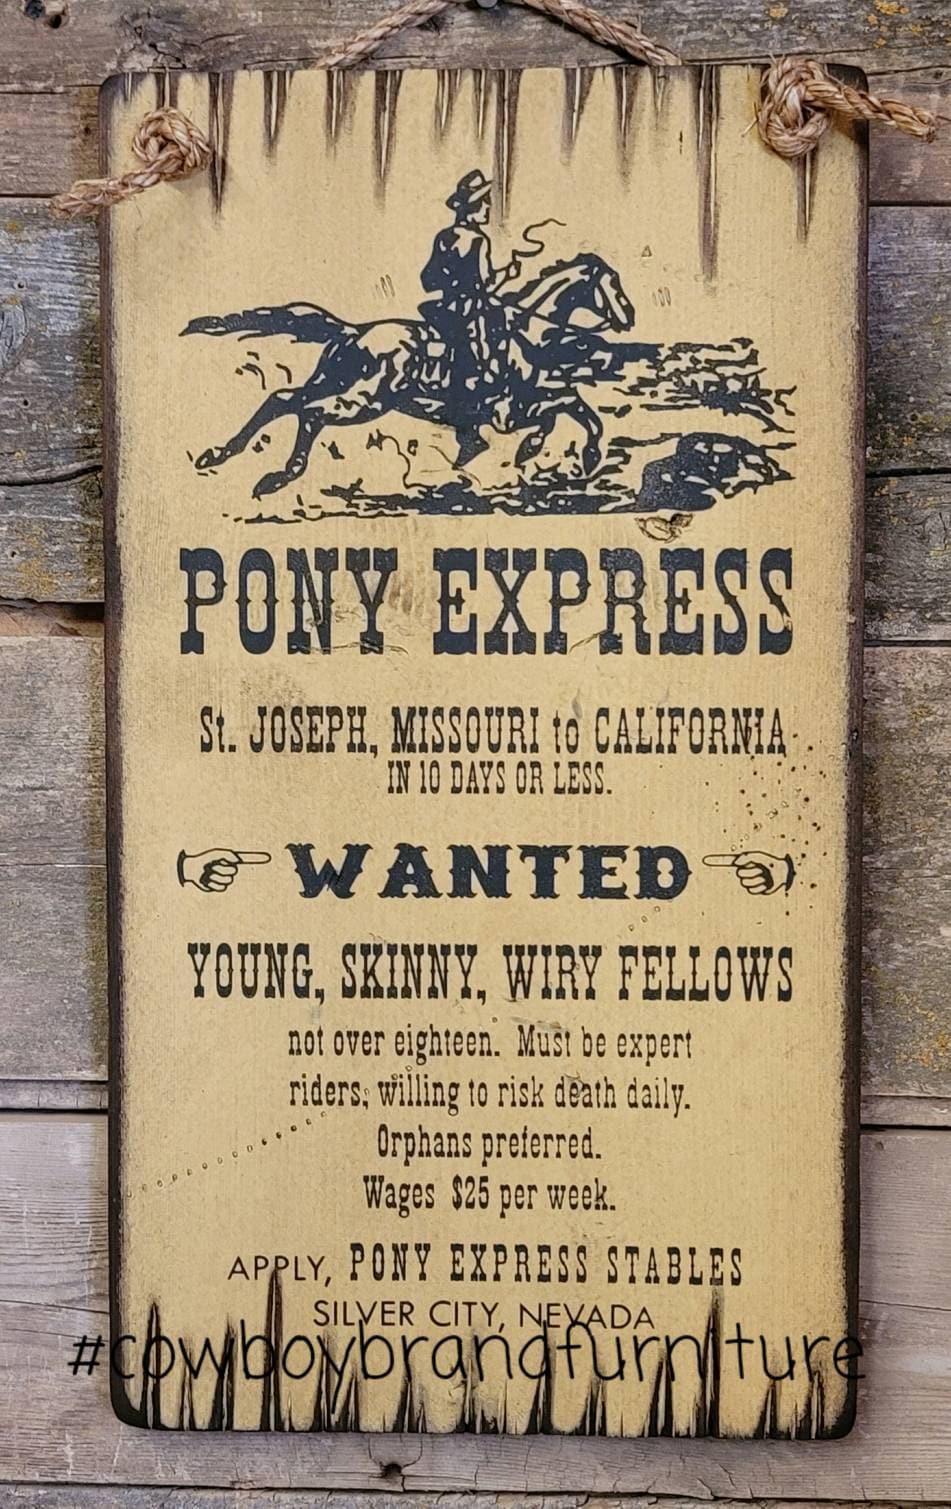 PONY EXPRESS
St. JOSEPH, MISSOURI to CALIFORNIA
IN 10 DAYS OR LESS.
WANTED
YOUNG, SKINNY, WIRY FELLOWS
not over eighteen. Must be expert
riders; willing to risk death daily.
Orphans preferred.
Wages $25 per week.
APPLY, PONY EXPRESS STABLES
SILVER CITY, NEVADA
#cowboybrandfurniture